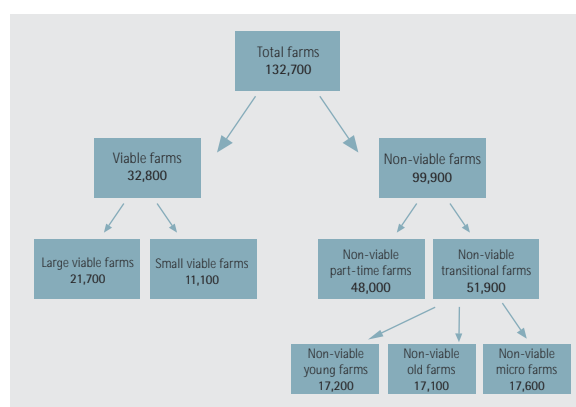 Total farms
132,700
Viable farms
32,800
Non-viable farms
99,900
Large viable farms
21,700
Small viable farms
11,100
Non-viable
part-time farms
48,000
Non-viable
transitional farms
51,900
Non-viable
young farms
17,200
Non-viable
old farms
17,100
Non-viable
micro farms
17,600